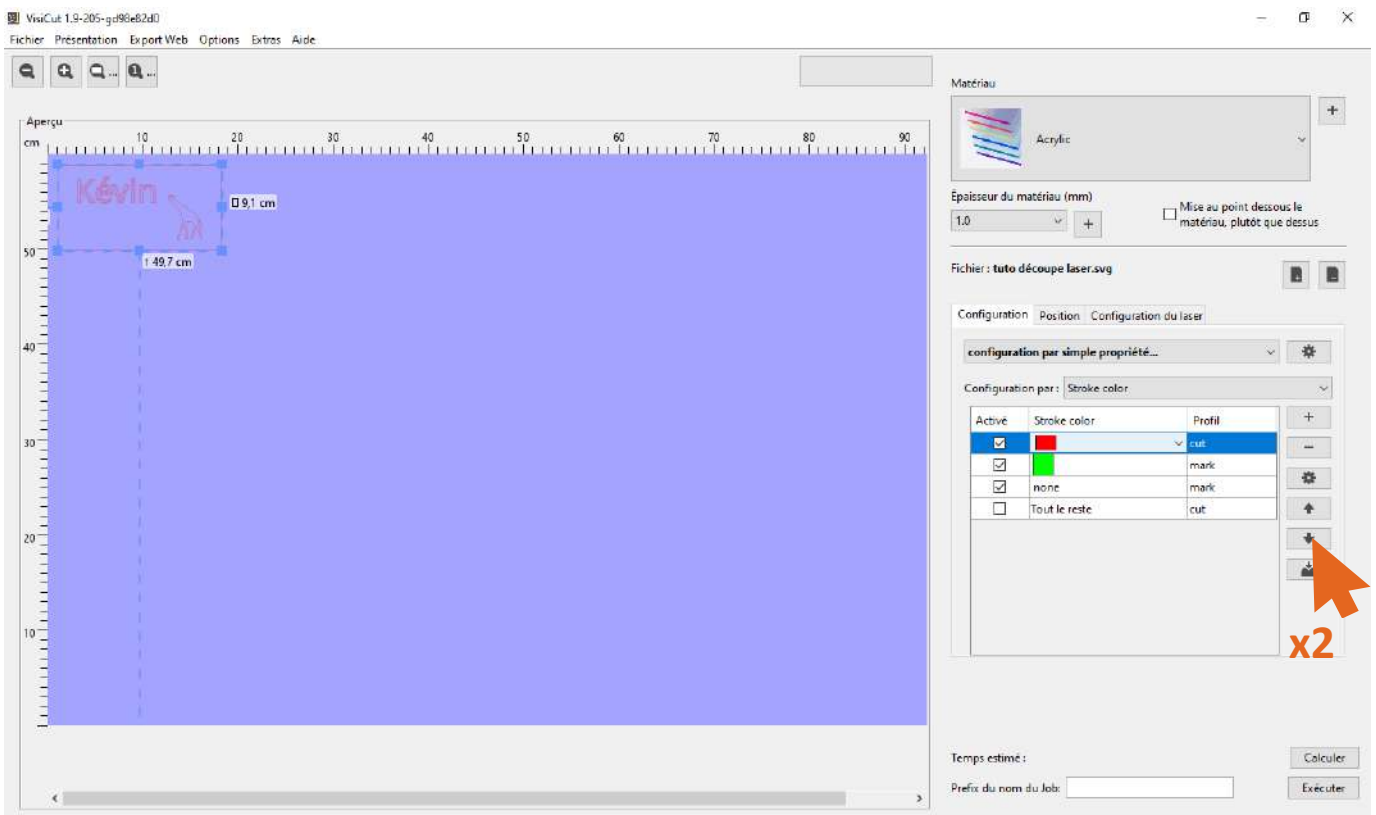 VisiCut 1.9-205-gd98e82d0
Fichier Présentation Export Web Options Extras Aide
... 1 ...
Matériau
+
Aperçu
cm 10 20 30 40 50 60 70 80 90
Acrylic
Kévin
9,1 cm
Épaisseur du matériau (mm)
1.0
+
Mise au point dessous le
matériau, plutôt que dessus
50
↑ 49,7 cm
Fichier : tuto découpe laser.svg
Configuration Position Configuration du laser
40
configuration par simple propriété...
Configuration par : Stroke color
Activé Stroke color Profil
+
30
cut
−
mark
none mark
Tout le reste cut
20
10
x2
Temps estimé :
Calculer
Prefix du nom du Job:
Exécuter